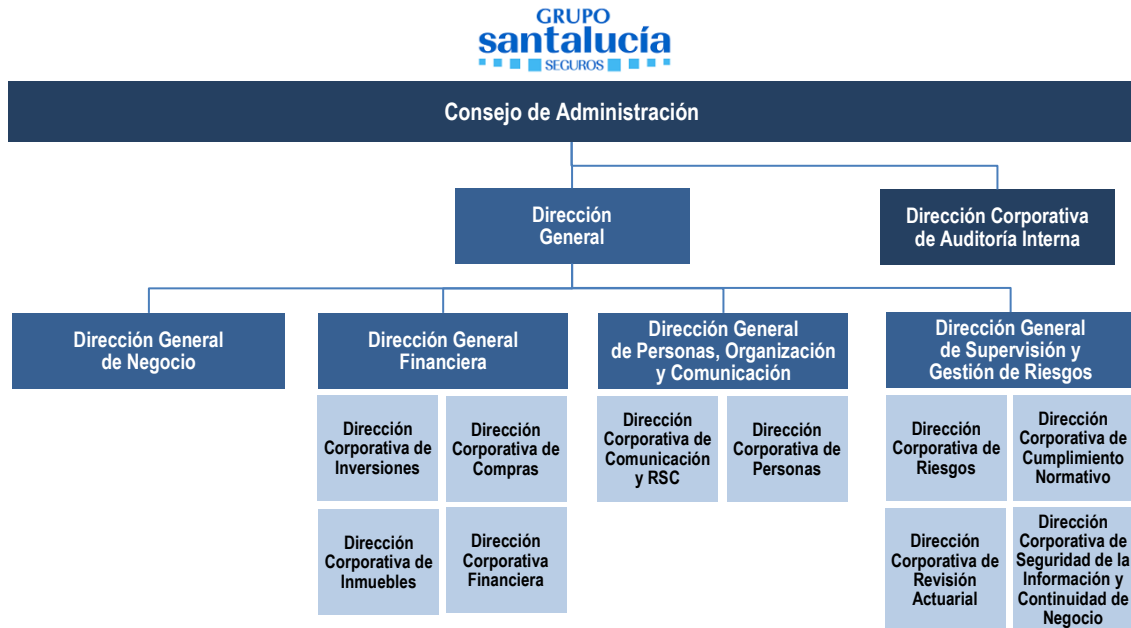 GRUPO
santalucía
SEGUROS
Consejo de Administración
Dirección
General
Dirección Corporativa
de Auditoría Interna
Dirección General
de Negocio
Dirección General
Financiera
Dirección General
de Personas, Organización
y Comunicación
Dirección General
de Supervisión y
Gestión de Riesgos
Dirección
Corporativa de
Inversiones
Dirección
Corporativa de
Compras
Dirección
Corporativa de
Comunicación
y RSC
Dirección
Corporativa de
Personas
Dirección
Corporativa de
Riesgos
Dirección
Corporativa de
Cumplimiento
Normativo
Dirección
Corporativa de
Inmuebles
Dirección
Corporativa
Financiera
Dirección
Corporativa de
Revisión
Actuarial
Dirección
Corporativa de
Seguridad de la
Información y
Continuidad de
Negocio